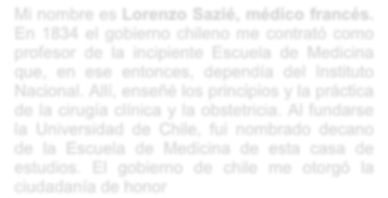 Mi nombre es Lorenzo Sazié, médico francés.
En 1834 el gobierno chileno me contrató como
profesor de la incipiente Escuela de Medicina
que, en ese entonces, dependía del Instituto
Nacional. Allí, enseñé los principios y la práctica
de la cirugía clínica y la obstetricia. Al fundarse
la Universidad de Chile, fui nombrado decano
de la Escuela de Medicina de esta casa de
estudios. El gobierno de chile me otorgó la
ciudadanía de honor